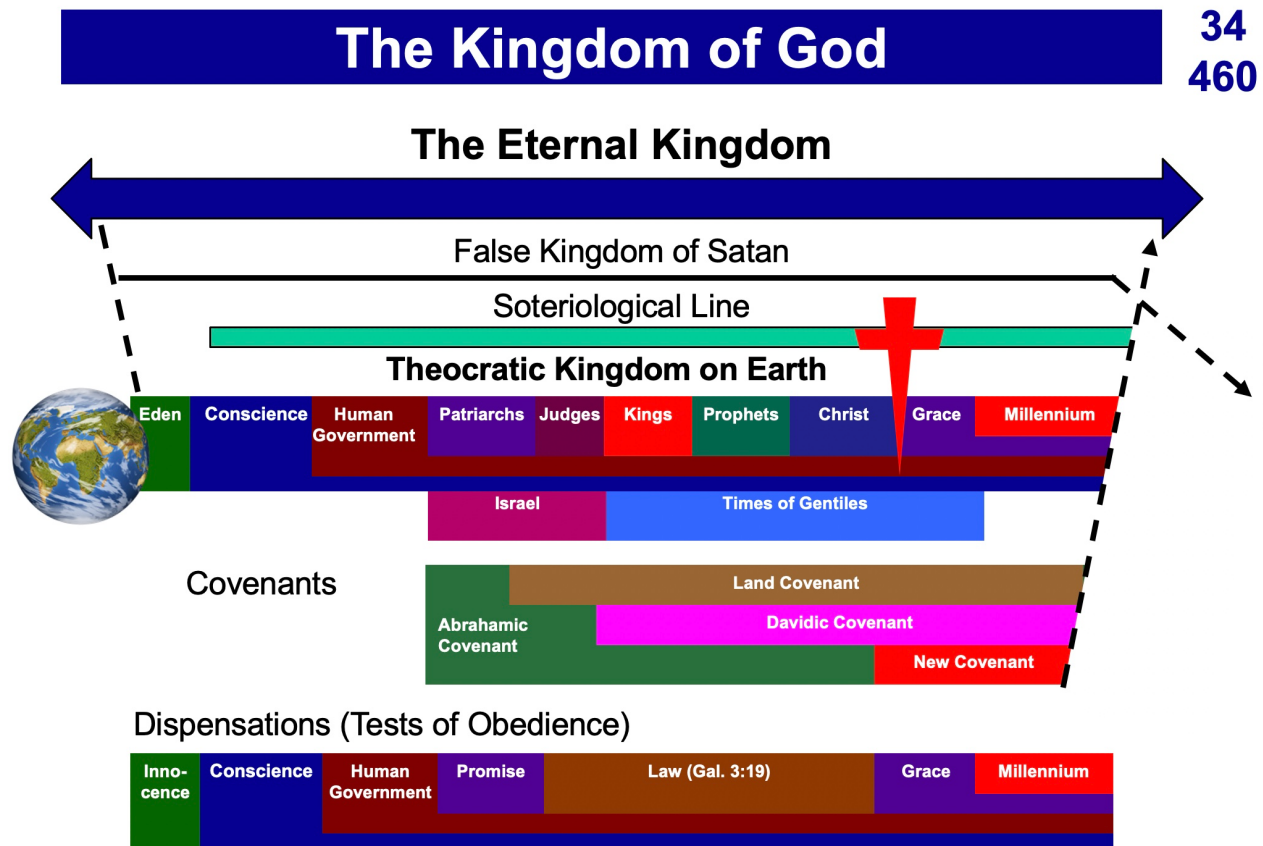 The Kingdom of God
34
460
The Eternal Kingdom
False Kingdom of Satan
Soteriological Line
Theocratic Kingdom on Earth
Eden
Conscience
Human
Government
Patriarchs
Judges
Kings
Prophets
Christ
Grace
Millennium
Israel
Times of Gentiles
Covenants
Land Covenant
Abrahamic
Covenant
Davidic Covenant
New Covenant
Dispensations (Tests of Obedience)
Inno-
cence
Conscience
Human
Government
Promise
Law (Gal. 3:19)
Grace
Millennium